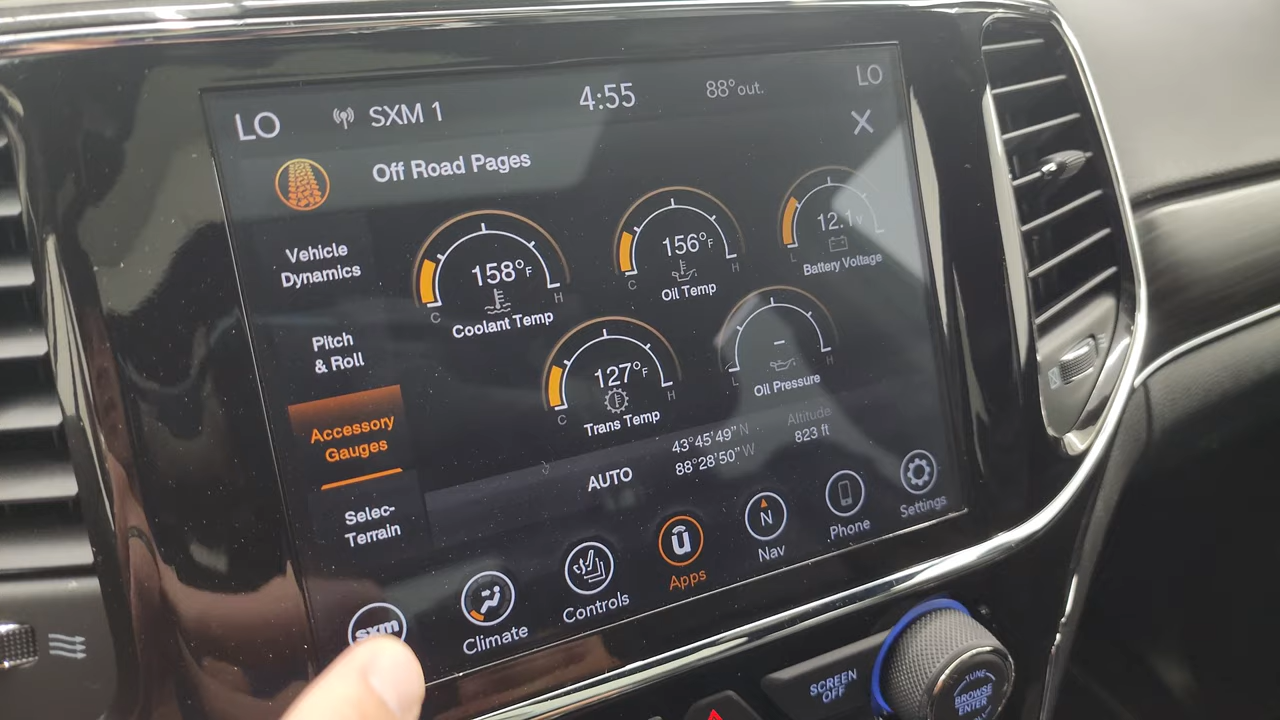 LO
SXM 1
4:55
88° out.
LO
X
Off Road Pages
Vehicle
Dynamics
Pitch
& Roll
Accessory
Gauges
Selec-
Terrain
158°F
C
H
Coolant Temp
156°F
C
H
Oil Temp
12.1v
L
Battery Voltage
127°F
C
H
Trans Temp
–
L
H
Oil Pressure
AUTO
43°45'49" N
88°28'50" W
Altitude
823 ft
sxm
Climate
Controls
Apps
N
Nav
Phone
Settings
SCREEN
OFF
TUNE
BROWSE
ENTER